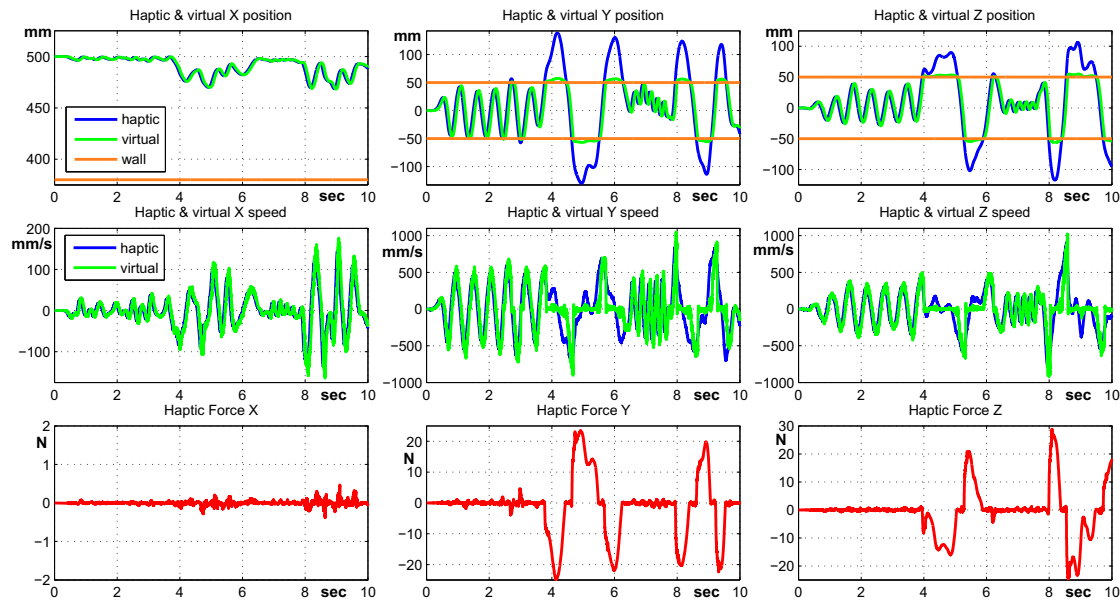 Haptic & virtual X position
mm
500
450
400
haptic
virtual
wall
0 2 4 6 8 sec 10
Haptic & virtual Y position
mm
100
50
0
−50
−100
0 2 4 6 8 sec 10
Haptic & virtual Z position
mm
100
50
0
−50
−100
0 2 4 6 8 sec 10
Haptic & virtual X speed
200
mm/s
100
0
−100
haptic
virtual
0 2 4 6 8 sec 10
Haptic & virtual Y speed
1000
mm/s
500
0
−500
−1000
0 2 4 6 8 sec 10
Haptic & virtual Z speed
1000
mm/s
500
0
−500
−1000
0 2 4 6 8 sec 10
Haptic Force X
2
N
1
0
−1
−2
0 2 4 6 8 sec 10
Haptic Force Y
20
N
10
0
−10
−20
0 2 4 6 8 sec 10
Haptic Force Z
30
N
20
10
0
−10
−20
0 2 4 6 8 sec 10